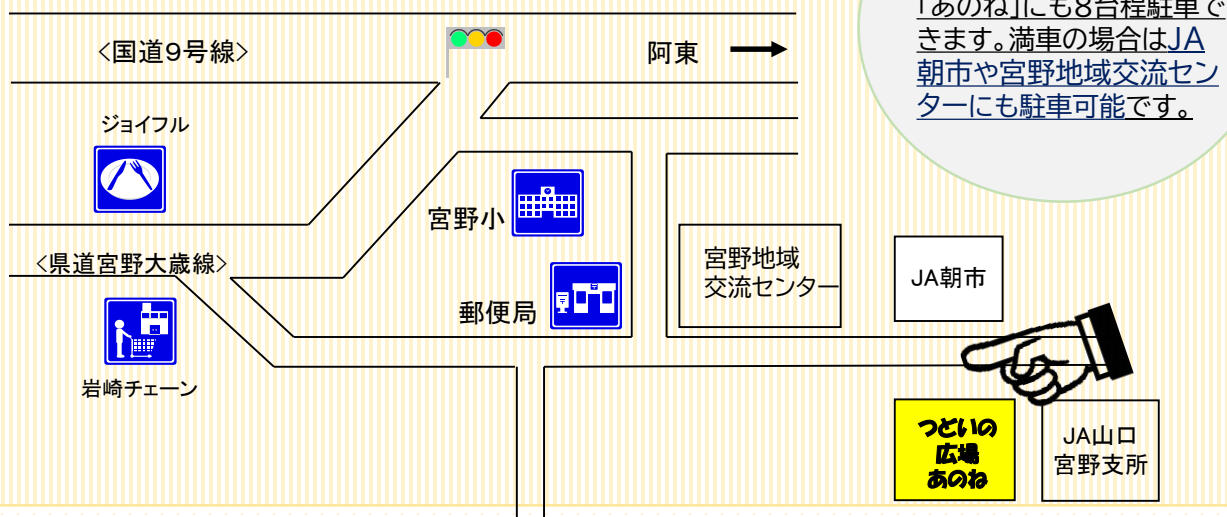 「あのね」にも8台程駐車で
きます。満車の場合はJA
朝市や宮野地域交流セン
ターにも駐車可能です。
<国道9号線>
阿東
ジョイフル
宮野小
<県道宮野大歳線>
宮野地域
交流センター
JA朝市
郵便局
岩崎チェーン
つどいの
広場
あのね
JA山口
宮野支所